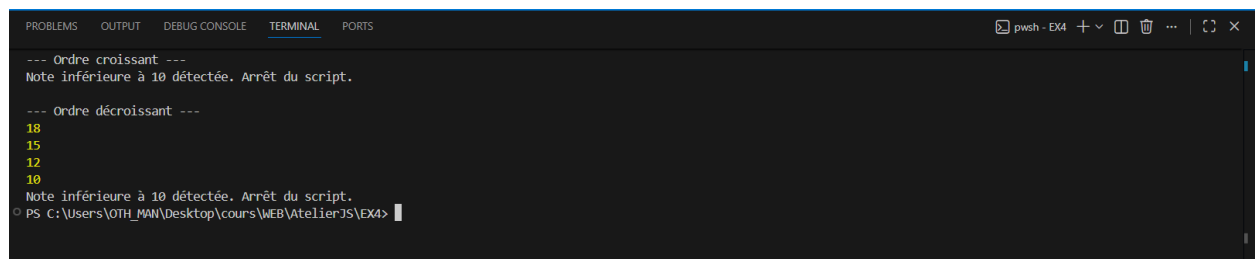 PROBLEMS OUTPUT DEBUG CONSOLE TERMINAL PORTS pwsh - EX4
--- Ordre croissant ---
Note inférieure à 10 détectée. Arrêt du script.
--- Ordre décroissant ---
18
15
12
10
Note inférieure à 10 détectée. Arrêt du script.
PS C:\Users\OTH_MAN\Desktop\cours\WEB\AtelierJS\EX4>